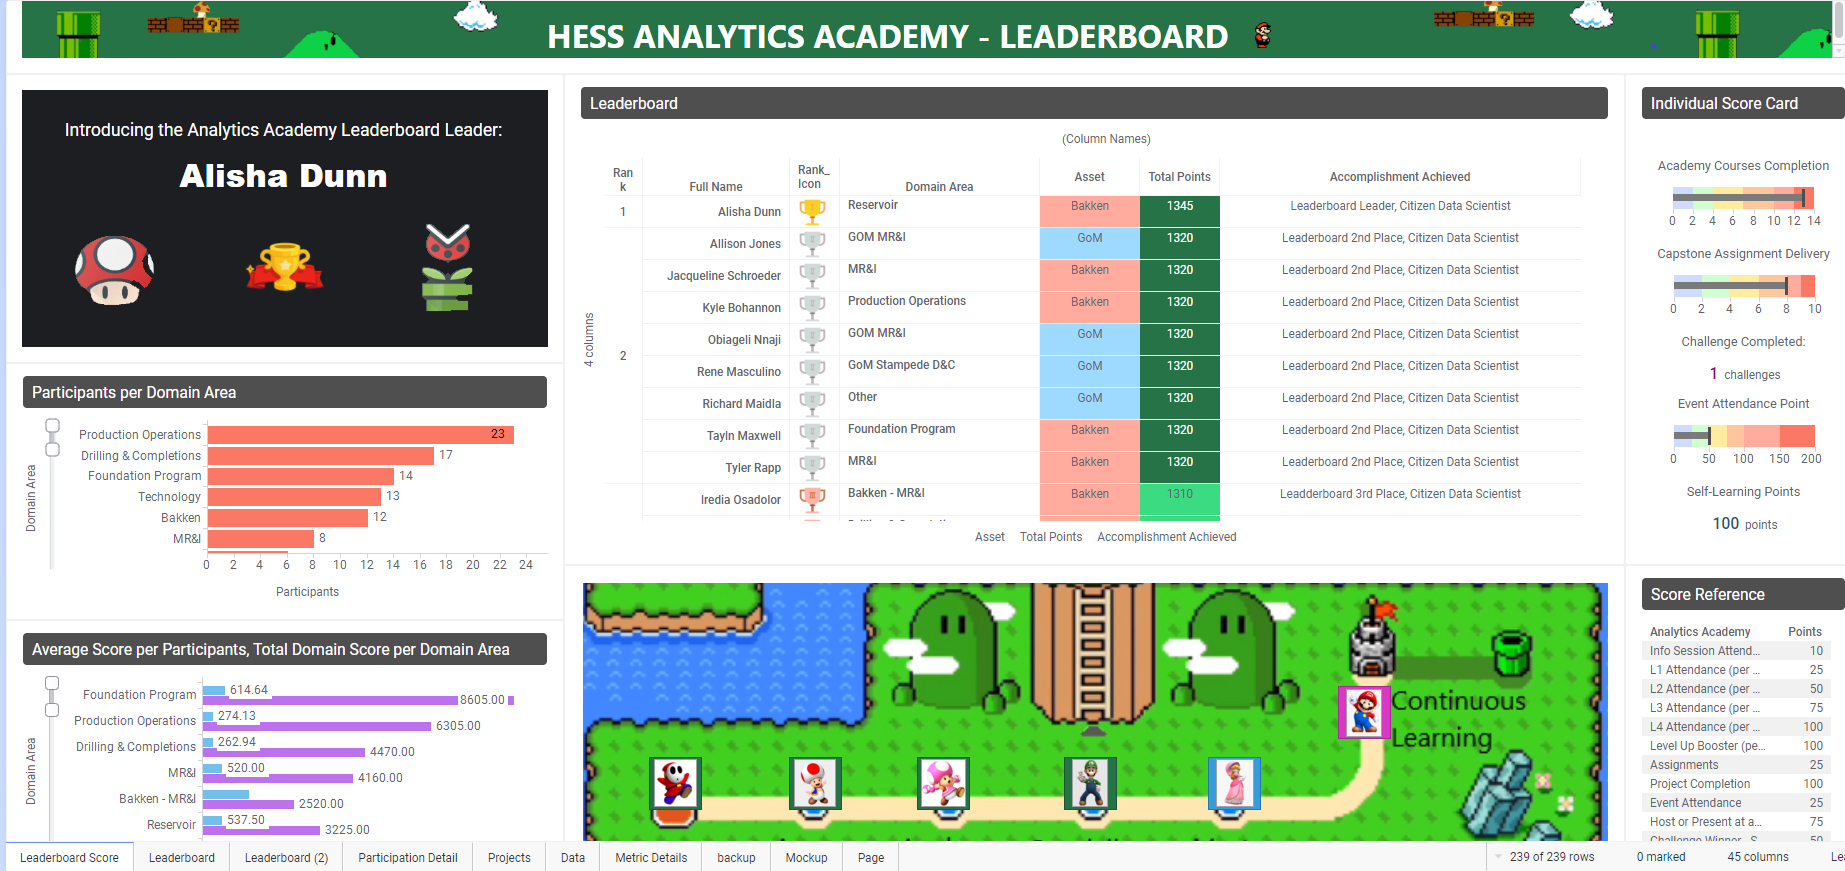 HESS ANALYTICS ACADEMY - LEADERBOARD
Introducing the Analytics Academy Leaderboard Leader:
Alisha Dunn
Participants per Domain Area
Domain Area
Production Operations 23
Drilling & Completions 17
Foundation Program 14
Technology 13
Bakken 12
MR&I 8
0 2 4 6 8 10 12 14 16 18 20 22 24
Participants
Average Score per Participants, Total Domain Score per Domain Area
Domain Area
Foundation Program 614.64 8605.00
Production Operations 274.13 6305.00
Drilling & Completions 262.94 4470.00
MR&I 520.00 4160.00
Bakken - MR&I 2520.00
Reservoir 537.50 3225.00
Leaderboard
(Column Names)
4 columns
Rank Full Name Rank_Icon Domain Area Asset Total Points Accomplishment Achieved
1 Alisha Dunn Reservoir Bakken 1345 Leaderboard Leader, Citizen Data Scientist
2
Allison Jones GOM MR&I GoM 1320 Leaderboard 2nd Place, Citizen Data Scientist
Jacqueline Schroeder MR&I Bakken 1320 Leaderboard 2nd Place, Citizen Data Scientist
Kyle Bohannon Production Operations Bakken 1320 Leaderboard 2nd Place, Citizen Data Scientist
Obiageli Nnaji GOM MR&I GoM 1320 Leaderboard 2nd Place, Citizen Data Scientist
Rene Masculino GoM Stampede D&C GoM 1320 Leaderboard 2nd Place, Citizen Data Scientist
Richard Maidla Other GoM 1320 Leaderboard 2nd Place, Citizen Data Scientist
Tayln Maxwell Foundation Program Bakken 1320 Leaderboard 2nd Place, Citizen Data Scientist
Tyler Rapp MR&I Bakken 1320 Leaderboard 2nd Place, Citizen Data Scientist
Iredia Osadolor Bakken - MR&I Bakken 1310 Leadderboard 3rd Place, Citizen Data Scientist
Asset Total Points Accomplishment Achieved
Continuous
Learning
Individual Score Card
Academy Courses Completion
0 2 4 6 8 10 12 14
Capstone Assignment Delivery
0 2 4 6 8 10
Challenge Completed:
1 challenges
Event Attendance Point
0 50 100 150 200
Self-Learning Points
100 points
Score Reference
Analytics Academy Points
Info Session Attend... 10
L1 Attendance (per ... 25
L2 Attendance (per ... 50
L3 Attendance (per ... 75
L4 Attendance (per ... 100
Level Up Booster (pe... 100
Assignments 25
Project Completion 100
Event Attendance 25
Host or Present at a... 75
Challenge Winner - S... 50
Leaderboard Score Leaderboard Leaderboard (2) Participation Detail Projects Data Metric Details backup Mockup Page
239 of 239 rows 0 marked 45 columns Lea